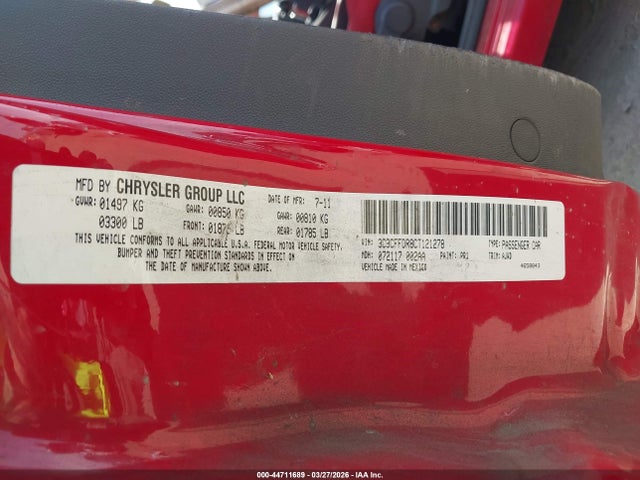 MFD BY CHRYSLER GROUP LLC DATE OF MFR: 7-11
GVWR: 01497 KG GAWR: 00850 KG GAWR: 00810 KG
03300 LB FRONT: 01875 LB REAR: 01785 LB
THIS VEHICLE CONFORMS TO ALL APPLICABLE U.S.A. FEDERAL MOTOR VEHICLE SAFETY,
BUMPER AND THEFT PREVENTION STANDARDS IN EFFECT ON
THE DATE OF MANUFACTURE SHOWN ABOVE.
VIN: 3C3CFFDR8CT121278 TYPE: PASSENGER CAR
MDH: 072117 002AA PAINT: PR1 TRIM: AJAD
VEHICLE MADE IN MEXICO 4658043
000-44711689 | 03/27/2026 - IAA Inc.